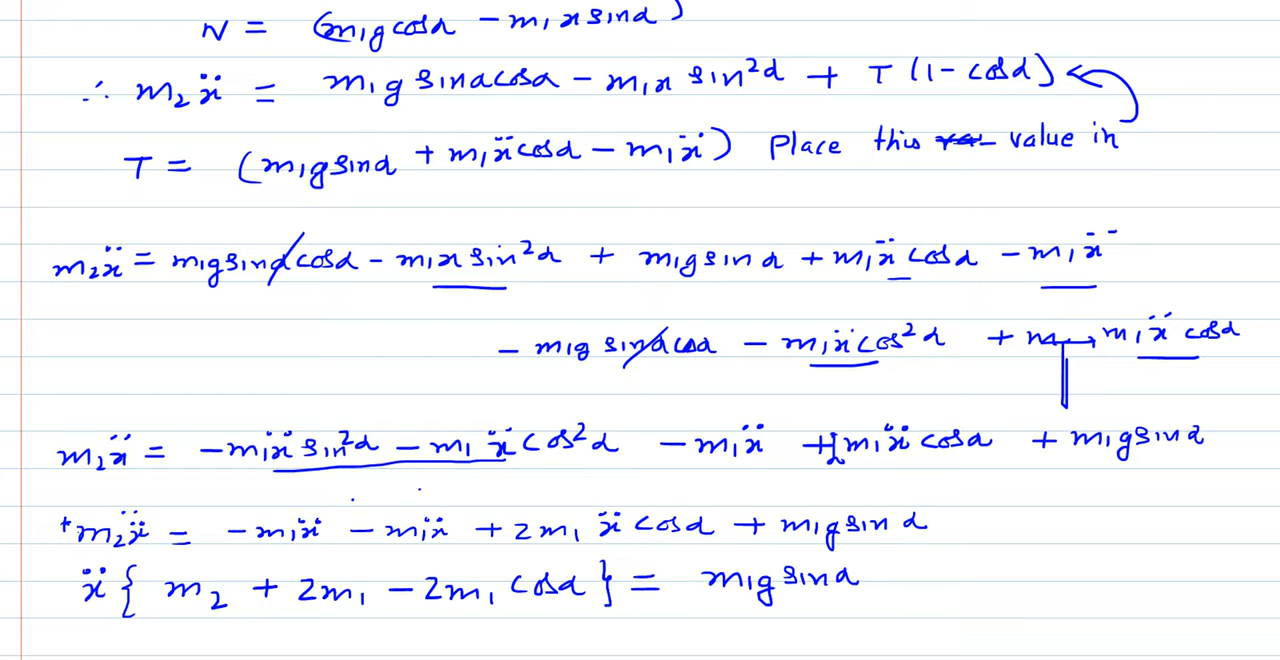 N = (m₁g cosα − m₁ẍ sinα)
∴ m₂ẍ = m₁g sinα cosα − m₁x sin²α + T (1 − cosα)
T = (m₁g sinα + m₁ẍ cosα − m₁ẍ) Place this value in
m₂ẍ = m₁g sinα cosα − m₁x sin²α + m₁g sinα + m₁ẍ cosα − m₁ẍ
− m₁g sinα cosα − m₁ẍ cos²α + m₁ẍ cosα
m₂ẍ = −m₁ẍ sin²α − m₁ẍ cos²α − m₁ẍ + 2m₁ẍ cosα + m₁g sinα
+m₂ẍ = −m₁ẍ − m₁ẍ + 2m₁ẍ cosα + m₁g sinα
ẍ { m₂ + 2m₁ − 2m₁ cosα } = m₁g sinα